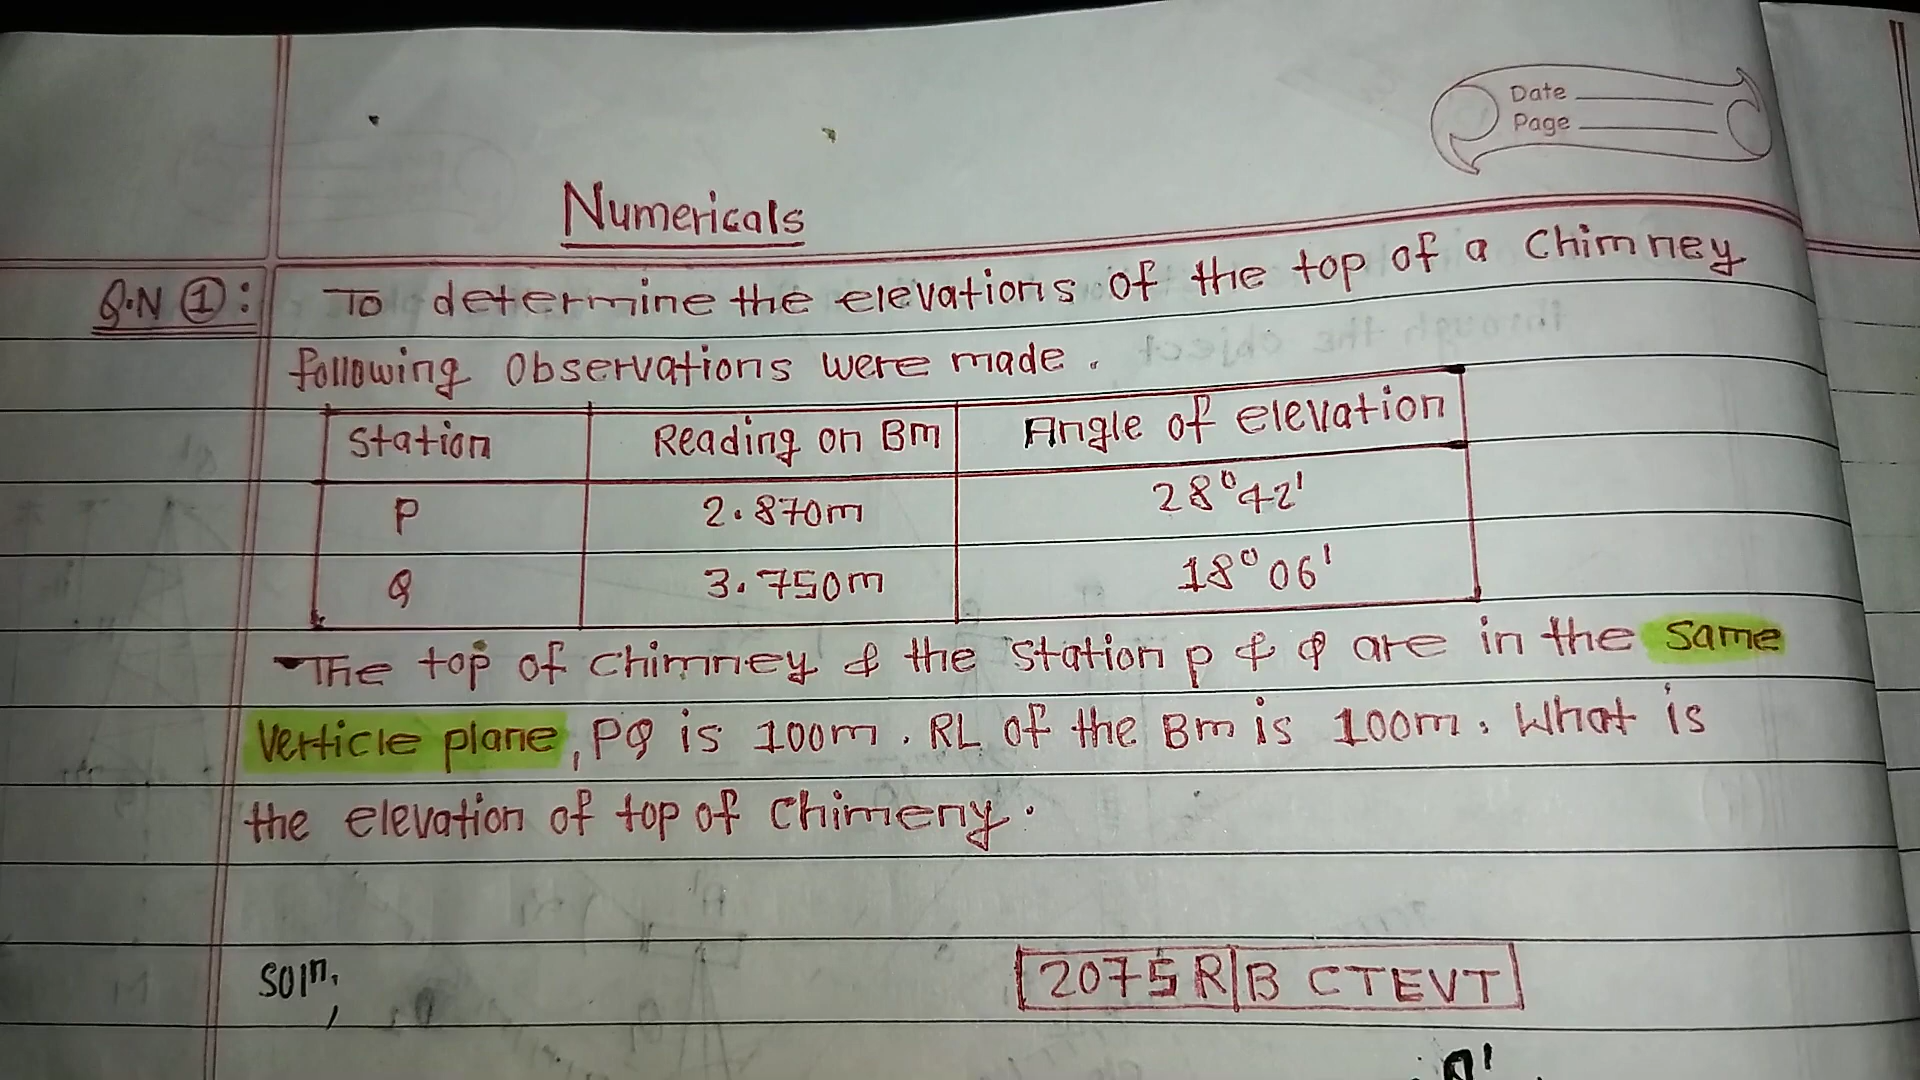 Date
Page
Numericals
Q.N ①: To determine the elevations of the top of a chimney
following observations were made.
Station Reading on Bm Angle of elevation
P 2.870m 28°42'
Q 3.750m 18°06'
The top of chimney & the station p & q are in the same
verticle plane, PQ is 100m. RL of the Bm is 100m. What is
the elevation of top of chimeny.
Soln;
2075 R/B CTEVT